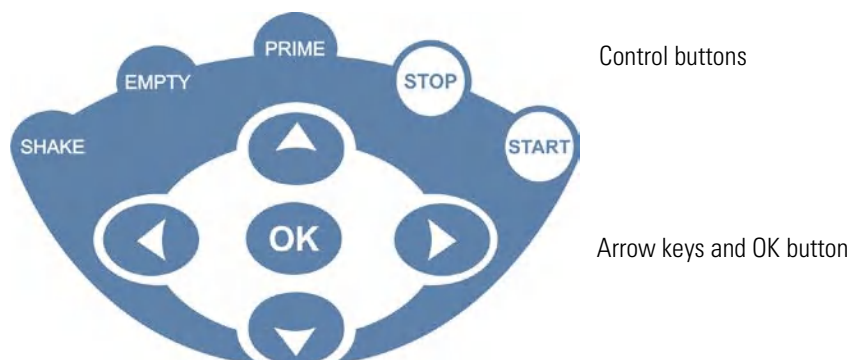 PRIME
EMPTY
STOP
SHAKE
START
OK
Control buttons
Arrow keys and OK button